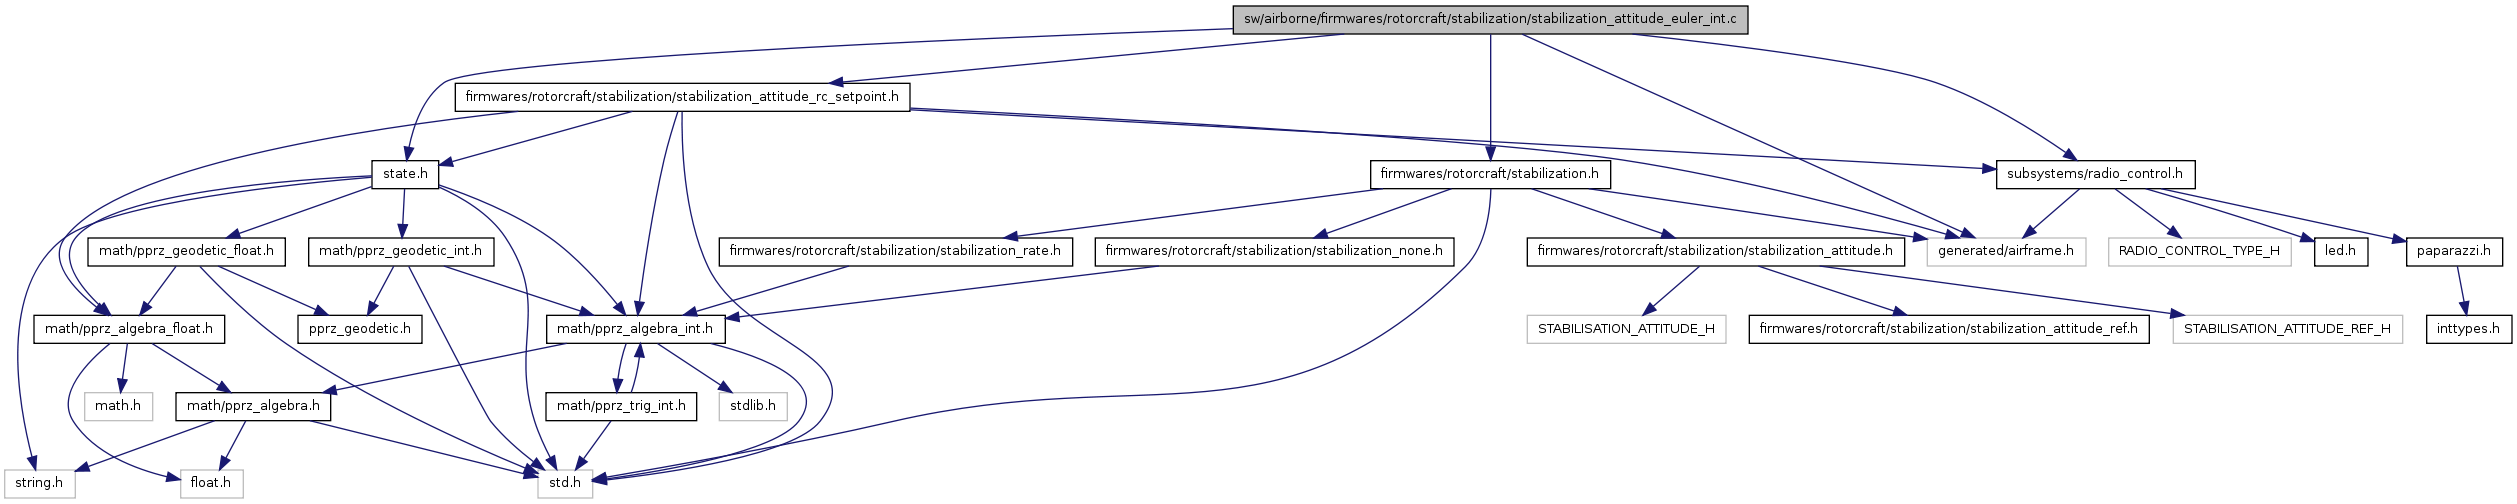 sw/airborne/firmwares/rotorcraft/stabilization/stabilization_attitude_euler_int.c
firmwares/rotorcraft/stabilization/stabilization_attitude_rc_setpoint.h
state.h
firmwares/rotorcraft/stabilization.h
subsystems/radio_control.h
math/pprz_geodetic_float.h
math/pprz_geodetic_int.h
firmwares/rotorcraft/stabilization/stabilization_rate.h
firmwares/rotorcraft/stabilization/stabilization_none.h
firmwares/rotorcraft/stabilization/stabilization_attitude.h
generated/airframe.h
RADIO_CONTROL_TYPE_H
led.h
paparazzi.h
math/pprz_algebra_float.h
pprz_geodetic.h
math/pprz_algebra_int.h
STABILISATION_ATTITUDE_H
firmwares/rotorcraft/stabilization/stabilization_attitude_ref.h
STABILISATION_ATTITUDE_REF_H
inttypes.h
math.h
math/pprz_algebra.h
math/pprz_trig_int.h
stdlib.h
string.h
float.h
std.h